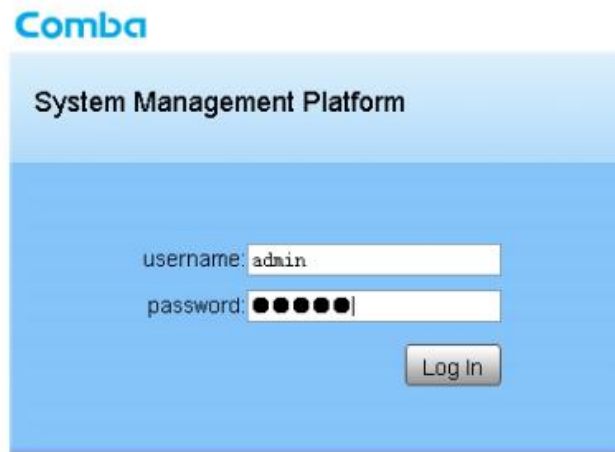 Comba
System Management Platform
username: admin
password: ●●●●●
Log In